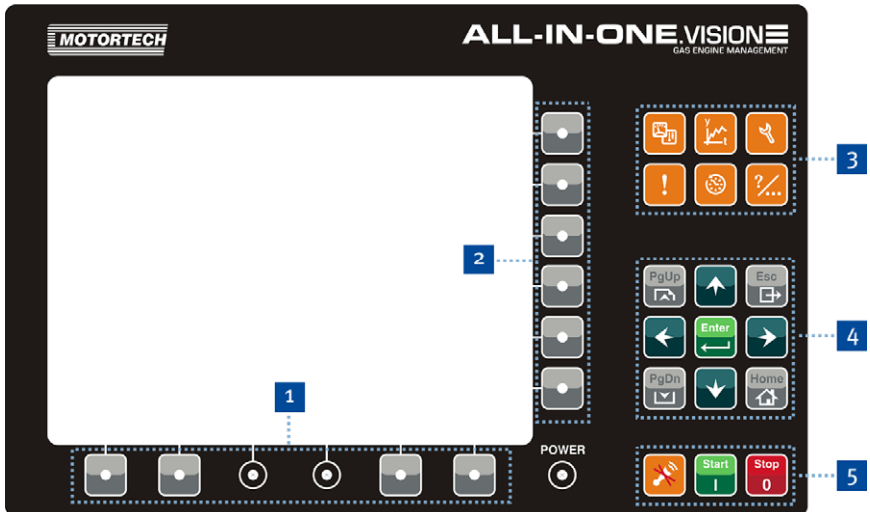 MOTORTECH
ALL-IN-ONE.VISION
GAS ENGINE MANAGEMENT
y
t
3
!
?/...
2
PgUp
Esc
Enter
4
PgDn
Home
1
POWER
Start
I
Stop
0
5